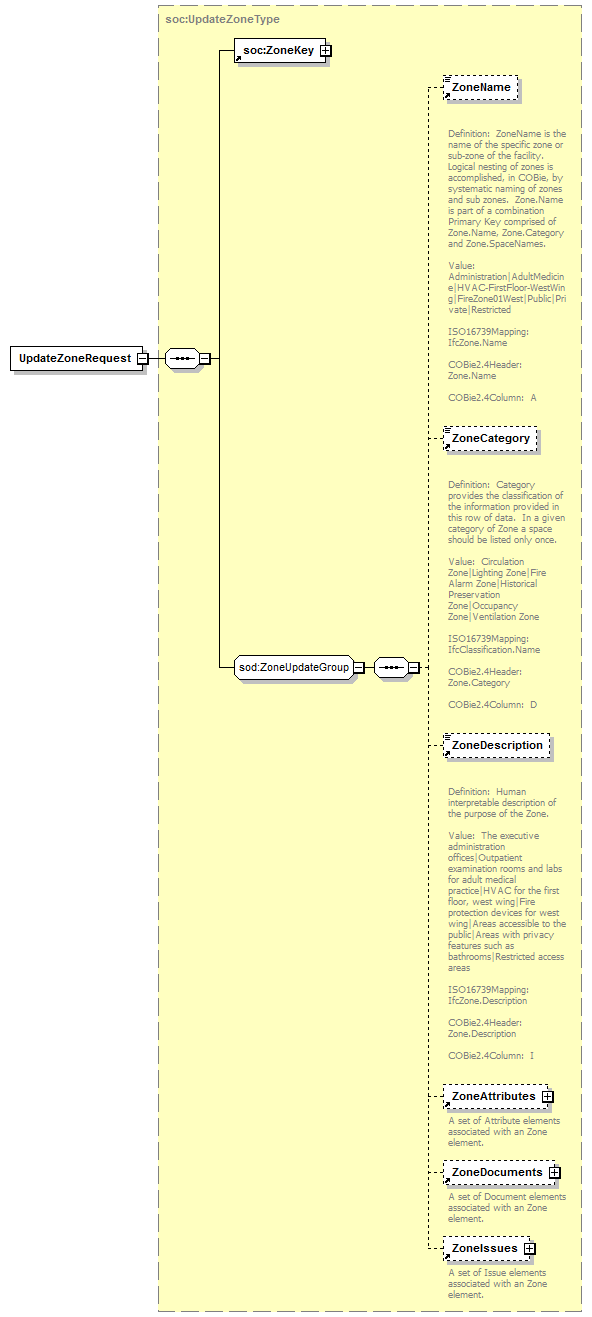 soc:UpdateZoneType
soc:ZoneKey
ZoneName
Definition:  ZoneName is the
name of the specific zone or
sub-zone of the facility.
Logical nesting of zones is
accomplished, in COBie, by
systematic naming of zones
and sub zones.  Zone.Name
is part of a combination
Primary Key comprised of
Zone.Name, Zone.Category
and Zone.SpaceNames.
Value:
Administration|AdultMedicin
e|HVAC-FirstFloor-WestWin
g|FireZone01West|Public|Pri
vate|Restricted
ISO16739Mapping:
IfcZone.Name
COBie2.4Header:
Zone.Name
COBie2.4Column:  A
UpdateZoneRequest
ZoneCategory
Definition:  Category
provides the classification of
the information provided in
this row of data.  In a given
category of Zone a space
should be listed only once.
Value:  Circulation
Zone|Lighting Zone|Fire
Alarm Zone|Historical
Preservation
Zone|Occupancy
Zone|Ventilation Zone
ISO16739Mapping:
IfcClassification.Name
COBie2.4Header:
Zone.Category
COBie2.4Column:  D
sod:ZoneUpdateGroup
ZoneDescription
Definition:  Human
interpretable description of
the purpose of the Zone.
Value:  The executive
administration
offices|Outpatient
examination rooms and labs
for adult medical
practice|HVAC for the first
floor, west wing|Fire
protection devices for west
wing|Areas accessible to the
public|Areas with privacy
features such as
bathrooms|Restricted access
areas
ISO16739Mapping:
IfcZone.Description
COBie2.4Header:
Zone.Description
COBie2.4Column:  I
ZoneAttributes
A set of Attribute elements
associated with an Zone
element.
ZoneDocuments
A set of Document elements
associated with an Zone
element.
ZoneIssues
A set of Issue elements
associated with an Zone
element.